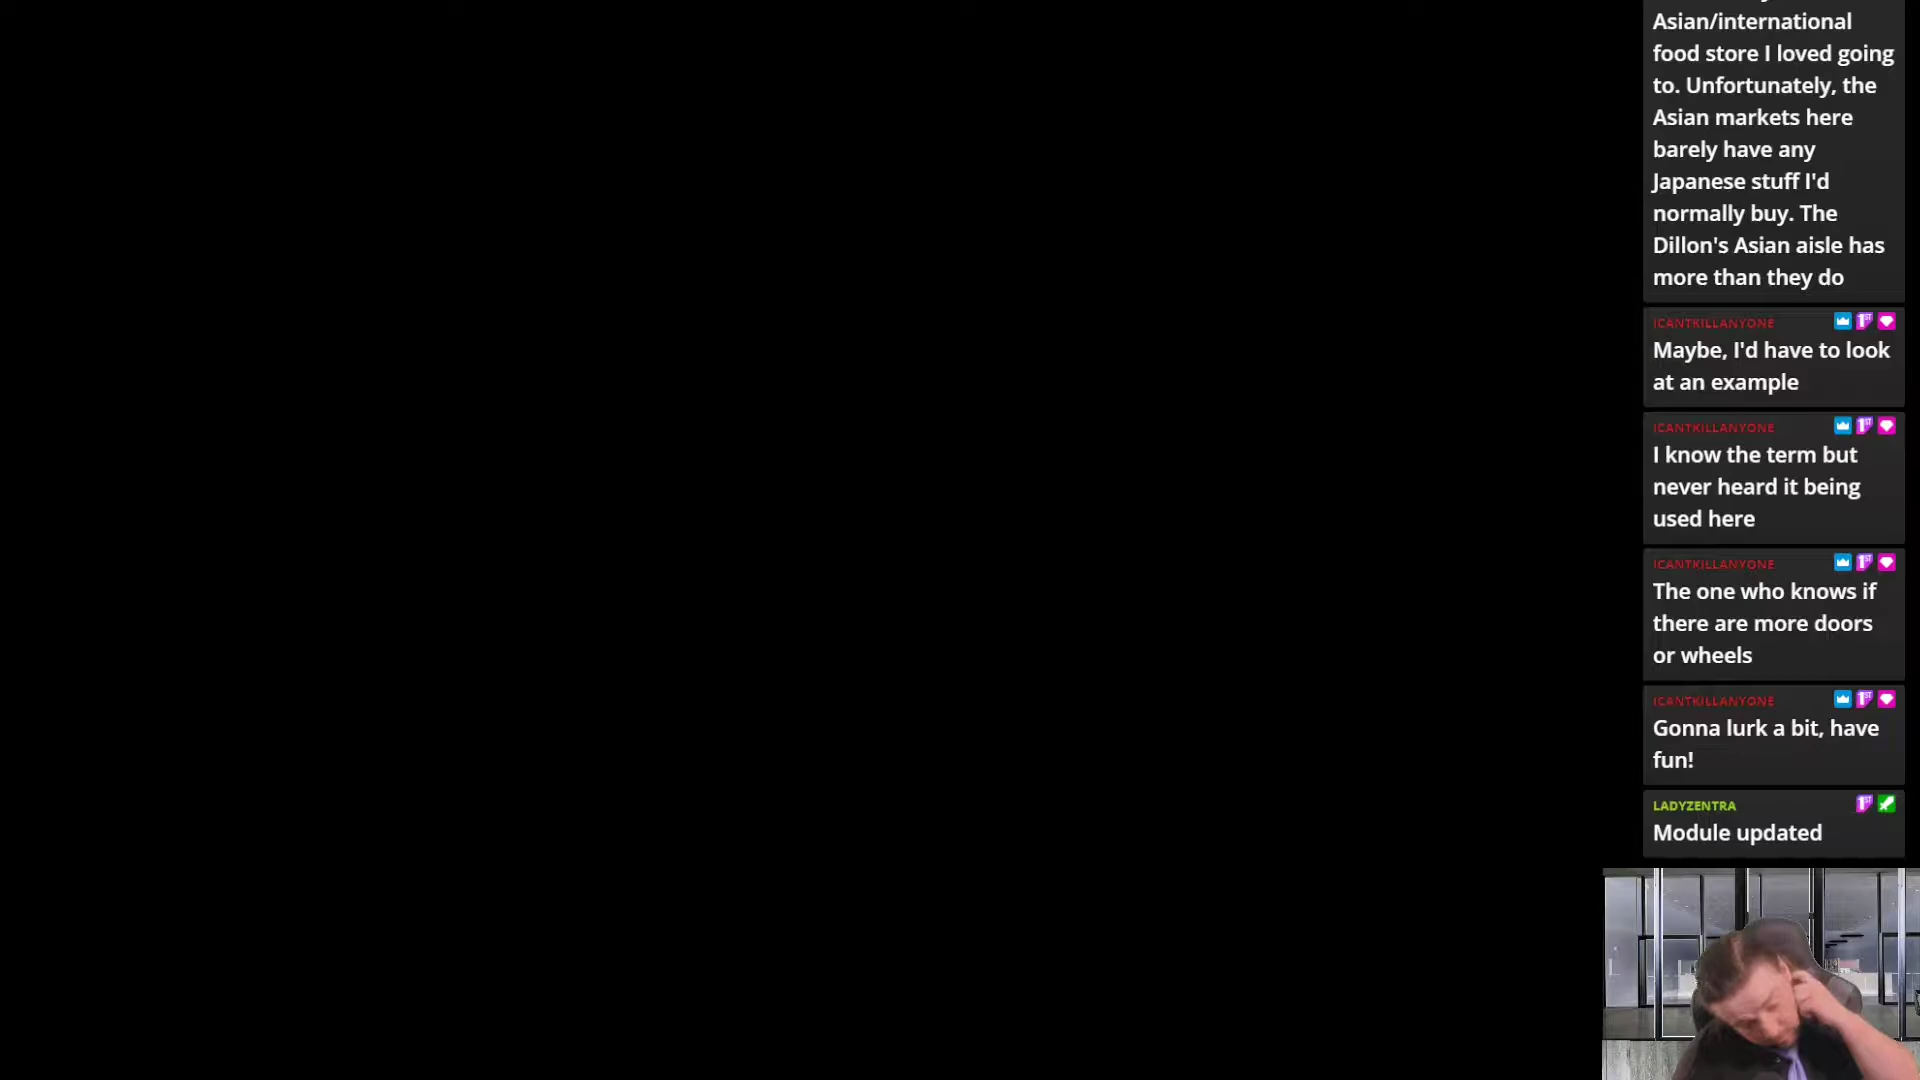 Asian/international
food store I loved going
to. Unfortunately, the
Asian markets here
barely have any
Japanese stuff I'd
normally buy. The
Dillon's Asian aisle has
more than they do
ICANTKILLANYONE
Maybe, I'd have to look
at an example
ICANTKILLANYONE
I know the term but
never heard it being
used here
ICANTKILLANYONE
The one who knows if
there are more doors
or wheels
ICANTKILLANYONE
Gonna lurk a bit, have
fun!
LADYZENTRA
Module updated